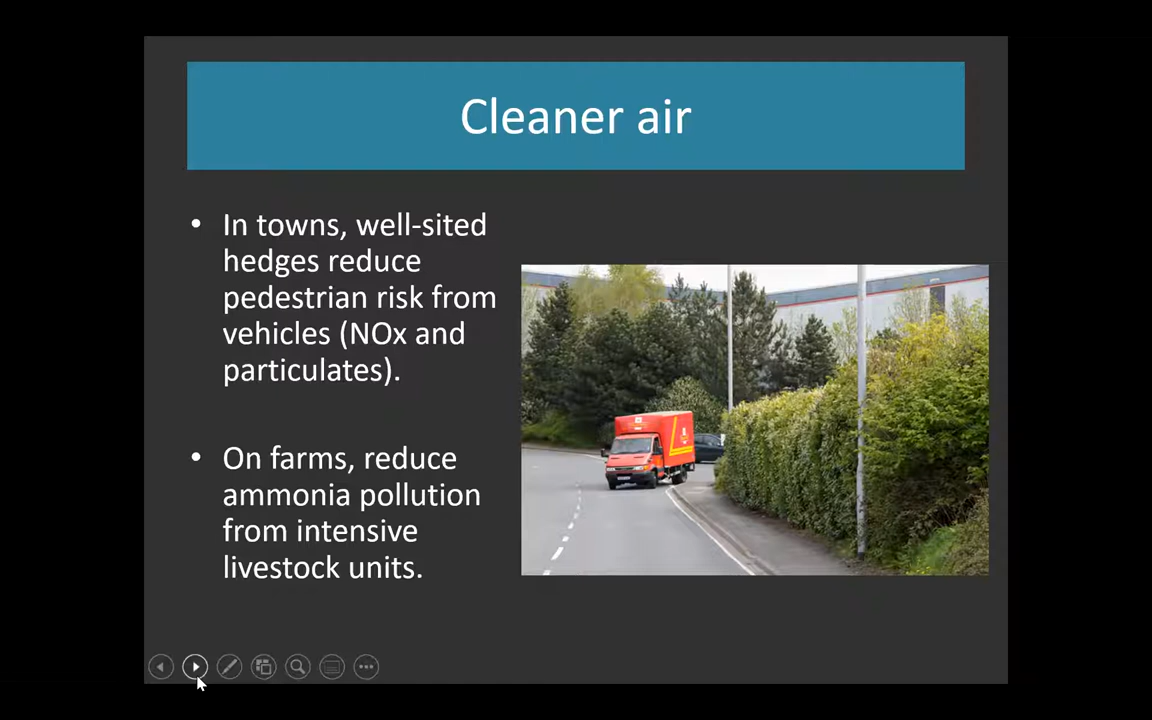 Cleaner air
• In towns, well-sited
hedges reduce
pedestrian risk from
vehicles (NOx and
particulates).
• On farms, reduce
ammonia pollution
from intensive
livestock units.